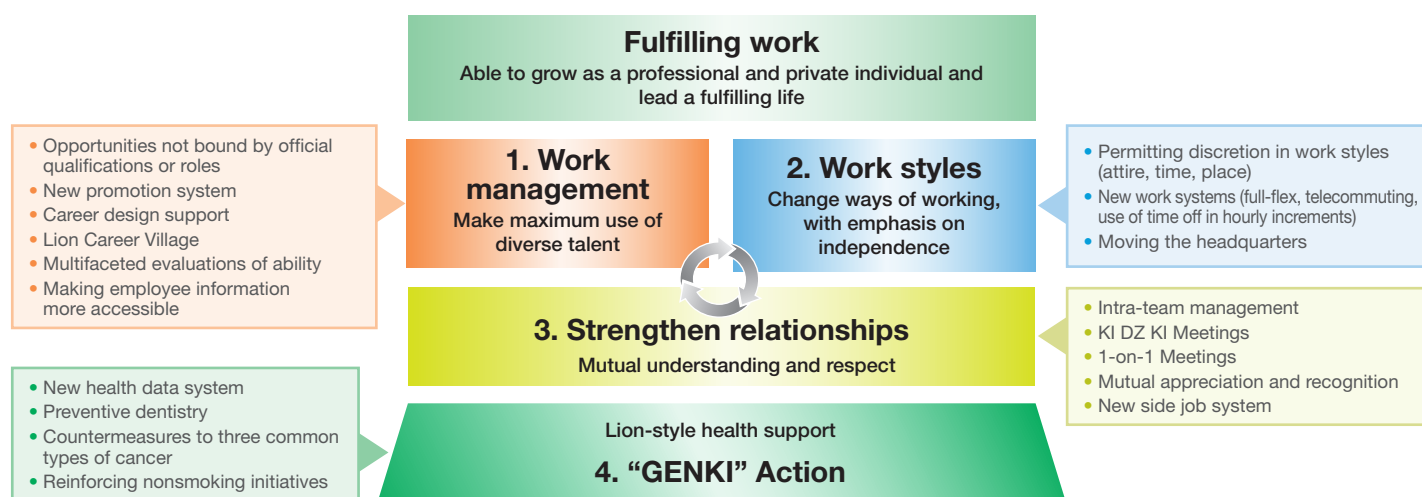 Fulfilling work
Able to grow as a professional and private individual and
lead a fulfilling life
• Opportunities not bound by official
qualifications or roles
• New promotion system
• Career design support
• Lion Career Village
• Multifaceted evaluations of ability
• Making employee information
more accessible
1. Work
management
Make maximum use of
diverse talent
2. Work styles
Change ways of working,
with emphasis on
independence
• Permitting discretion in work styles
(attire, time, place)
• New work systems (full-flex, telecommuting,
use of time off in hourly increments)
• Moving the headquarters
3. Strengthen relationships
Mutual understanding and respect
• Intra-team management
• KI DZ KI Meetings
• 1-on-1 Meetings
• Mutual appreciation and recognition
• New side job system
• New health data system
• Preventive dentistry
• Countermeasures to three common
types of cancer
• Reinforcing nonsmoking initiatives
Lion-style health support
4. “GENKI” Action